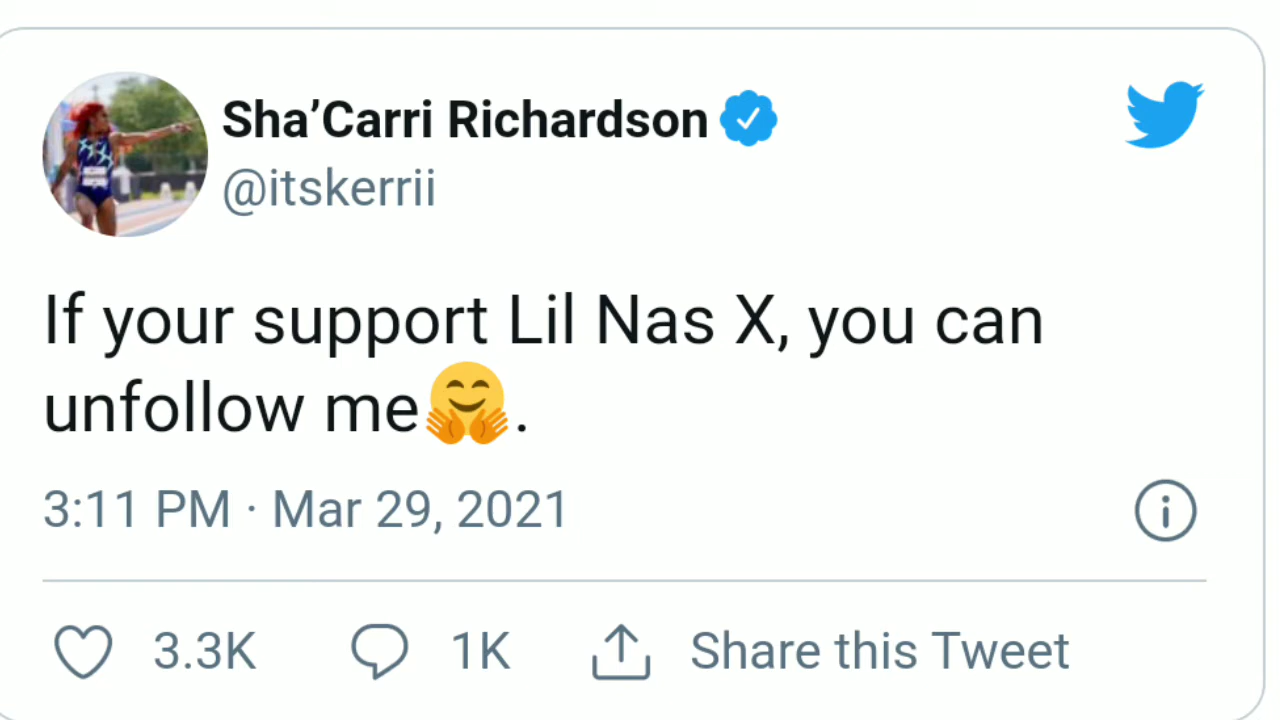 Sha’Carri Richardson
@itskerrii
If your support Lil Nas X, you can
unfollow me🤗.
3:11 PM · Mar 29, 2021
3.3K 1K Share this Tweet